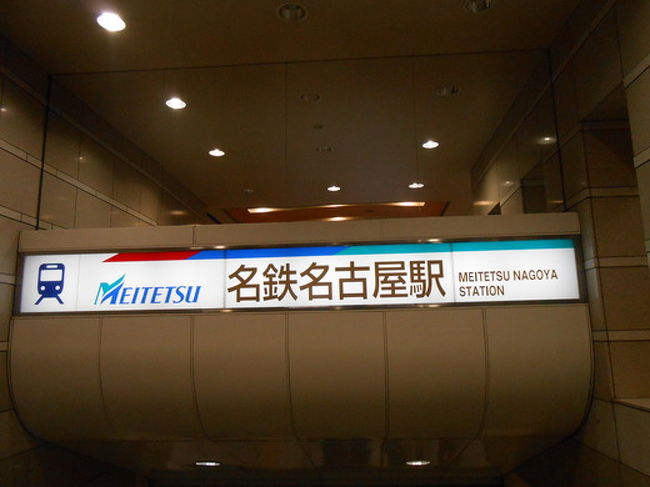 MEITETSU 名鉄名古屋駅 MEITETSU NAGOYA
STATION